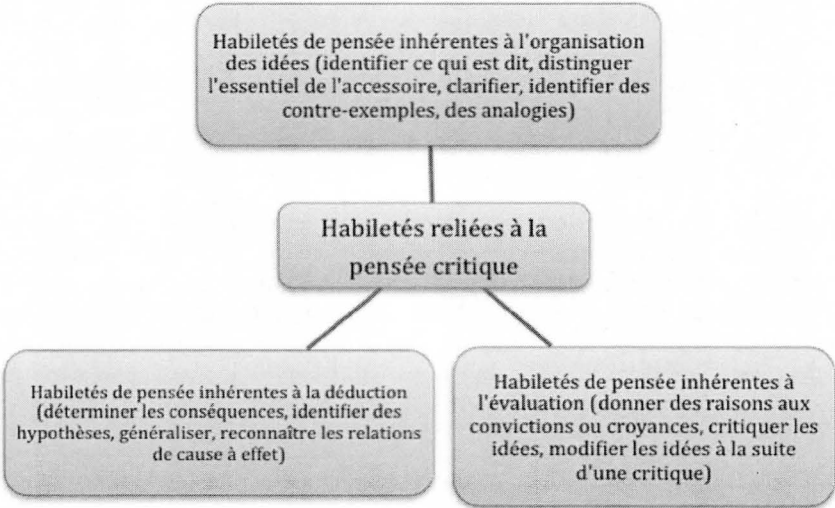 Habiletés de pensée inhérentes à l'organisation
des idées (identifier ce qui est dit, distinguer
l'essentiel de l'accessoire, clarifier, identifier des
contre-exemples, des analogies)
Habiletés reliées à la
pensée critique
Habiletés de pensée inhérentes à la déduction
(déterminer les conséquences, identifier des
hypothèses, généraliser, reconnaître les relations
de cause à effet)
Habiletés de pensée inhérentes à
l'évaluation (donner des raisons aux
convictions ou croyances, critiquer les
idées, modifier les idées à la suite
d'une critique)